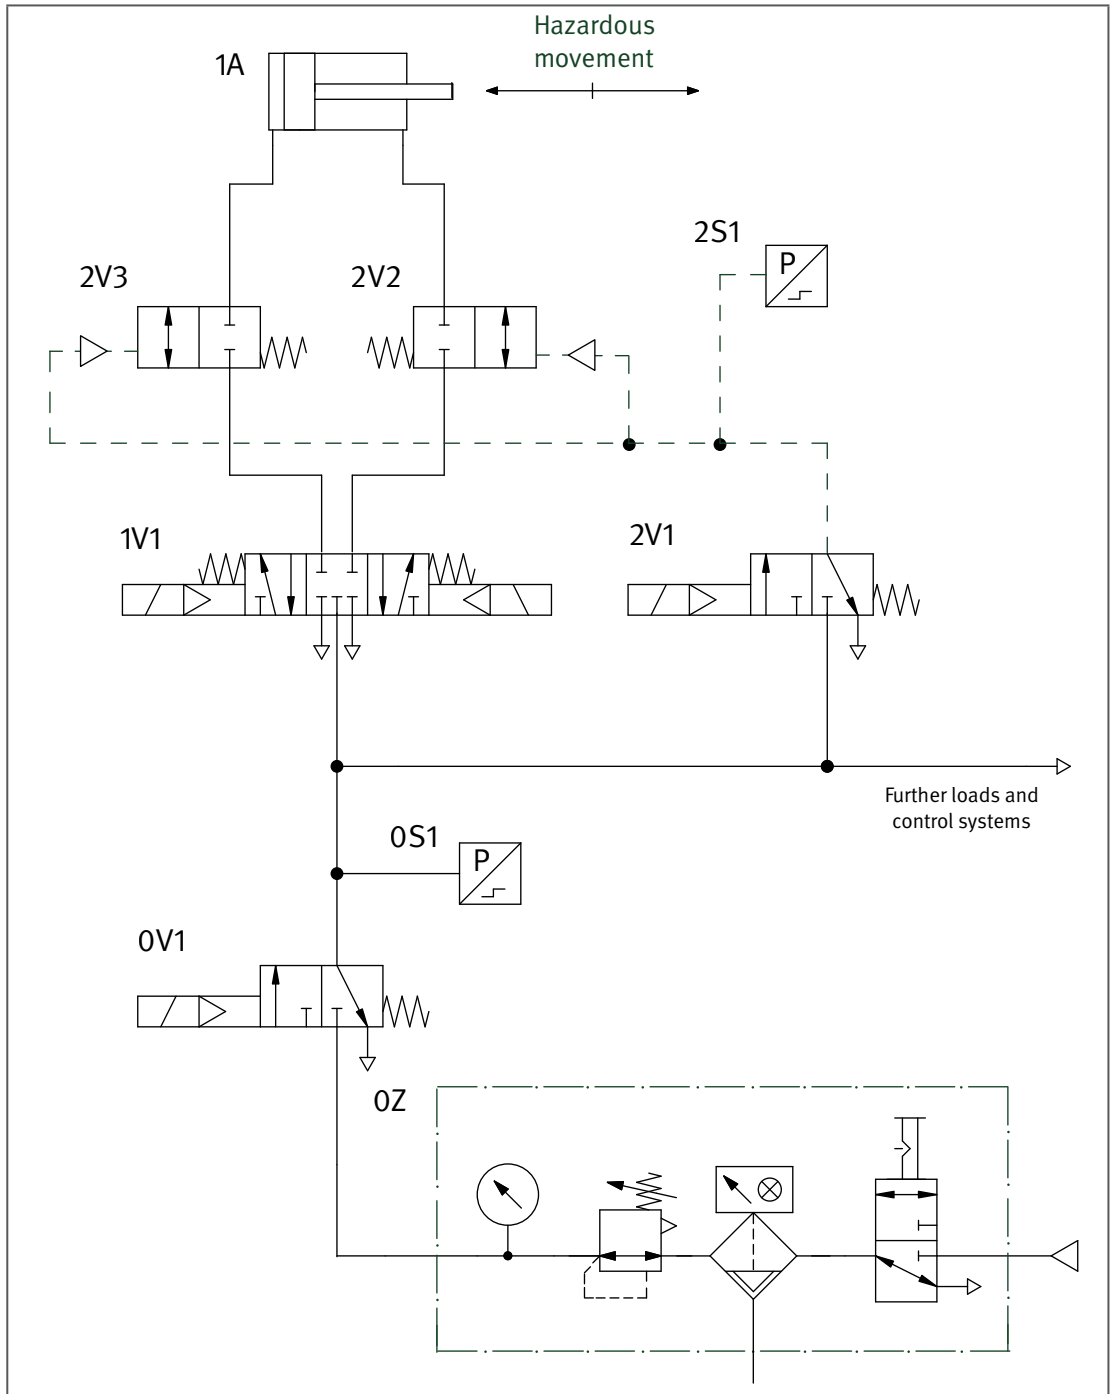 Hazardous
movement
1A
2S1
P
2V3
2V2
1V1
2V1
Further loads and
control systems
0S1
P
0V1
0Z